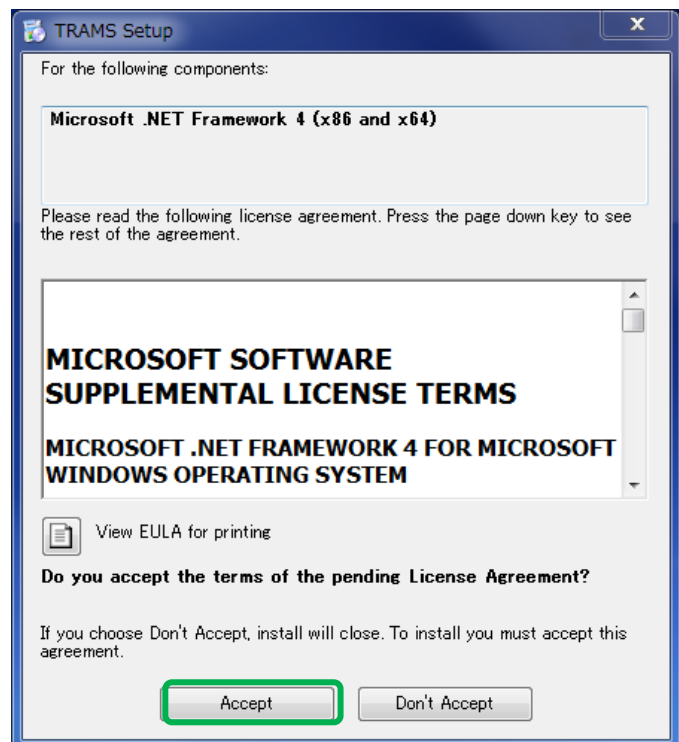 TRAMS Setup
x
For the following components:
Microsoft .NET Framework 4 (x86 and x64)
Please read the following license agreement. Press the page down key to see
the rest of the agreement.
MICROSOFT SOFTWARE
SUPPLEMENTAL LICENSE TERMS
MICROSOFT .NET FRAMEWORK 4 FOR MICROSOFT
WINDOWS OPERATING SYSTEM
View EULA for printing
Do you accept the terms of the pending License Agreement?
If you choose Don't Accept, install will close. To install you must accept this
agreement.
Accept
Don't Accept